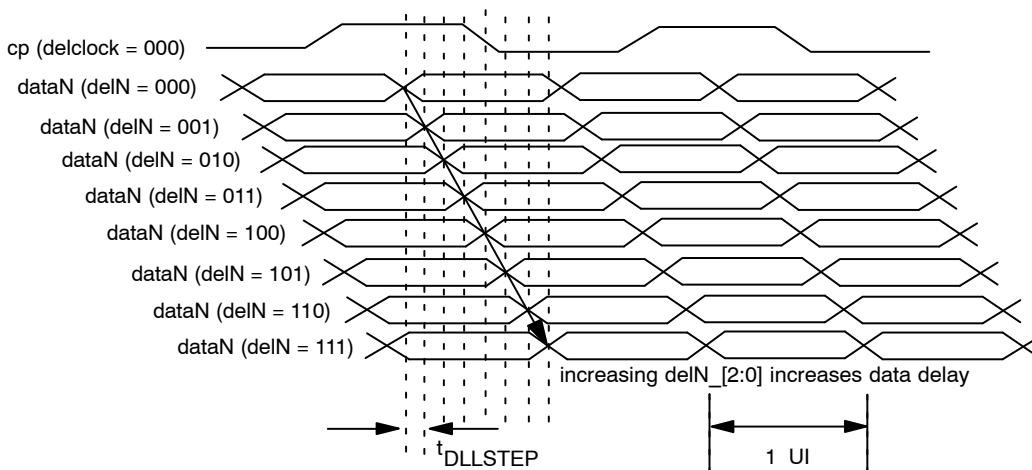 cp (delclock = 000)
dataN (delN = 000)
dataN (delN = 001)
dataN (delN = 010)
dataN (delN = 011)
dataN (delN = 100)
dataN (delN = 101)
dataN (delN = 110)
dataN (delN = 111)
increasing delN_[2:0] increases data delay
tDLLSTEP
1 UI